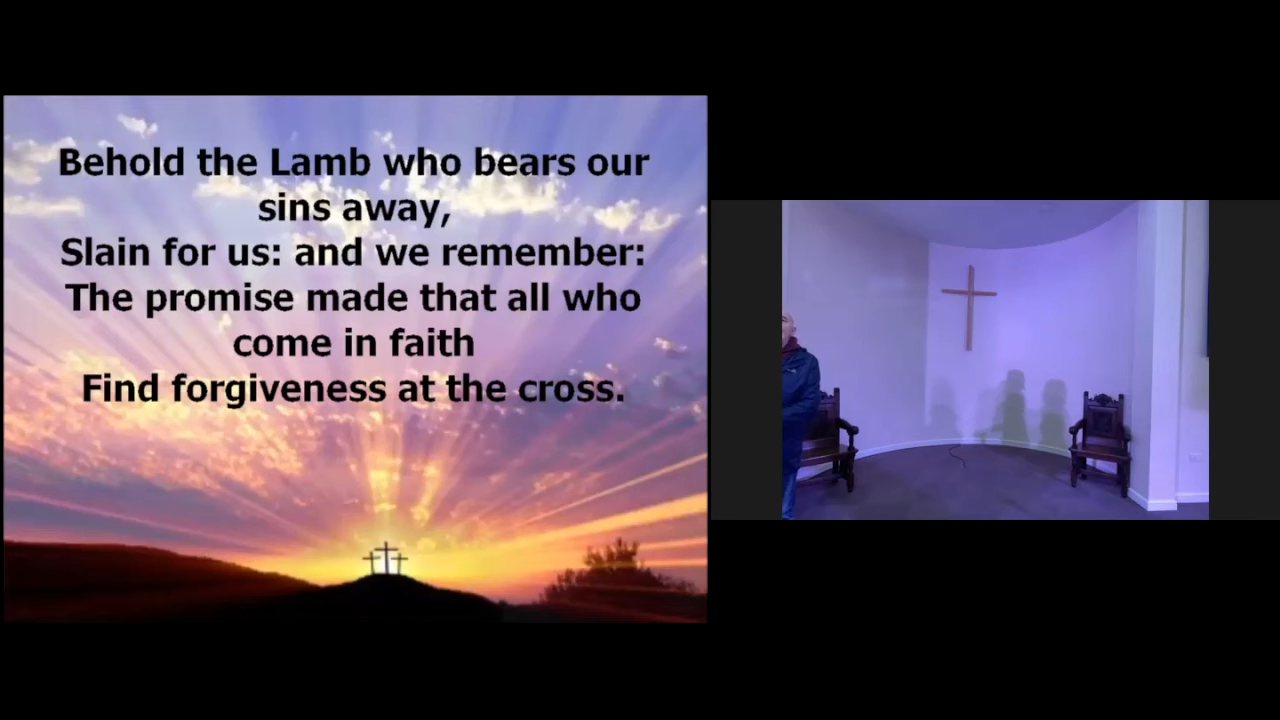 Behold the Lamb who bears our
sins away,
Slain for us: and we remember:
The promise made that all who
come in faith
Find forgiveness at the cross.